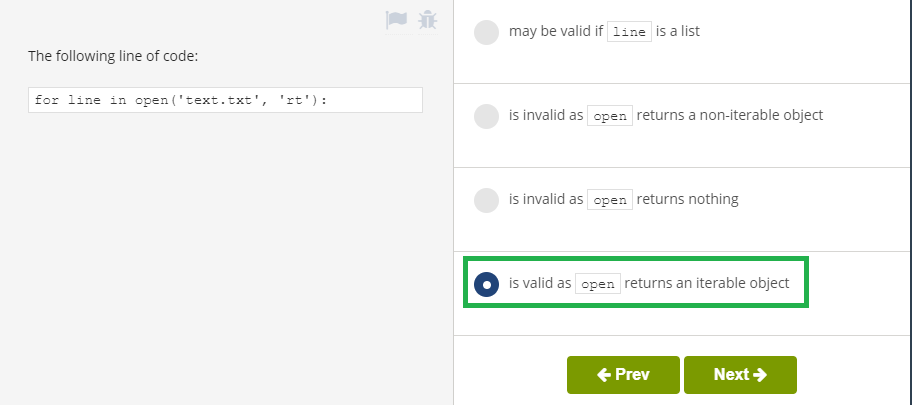 The following line of code:
for line in open('text.txt', 'rt'):
may be valid if line is a list
is invalid as open returns a non-iterable object
is invalid as open returns nothing
is valid as open returns an iterable object
Prev
Next